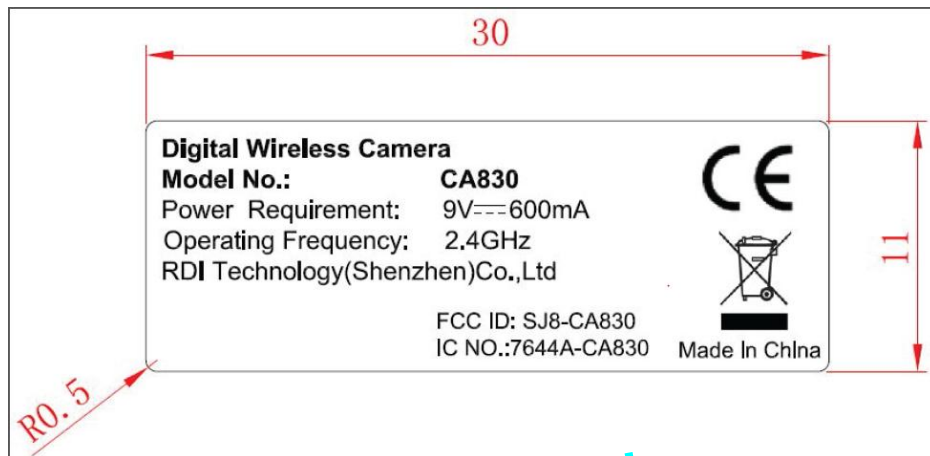 30
Digital Wireless Camera
Model No.: CA830
Power Requirement: 9V⎓600mA
Operating Frequency: 2.4GHz
RDI Technology(Shenzhen)Co.,Ltd
FCC ID: SJ8-CA830
IC NO.:7644A-CA830
CE
Made In ChIna
11
R0.5